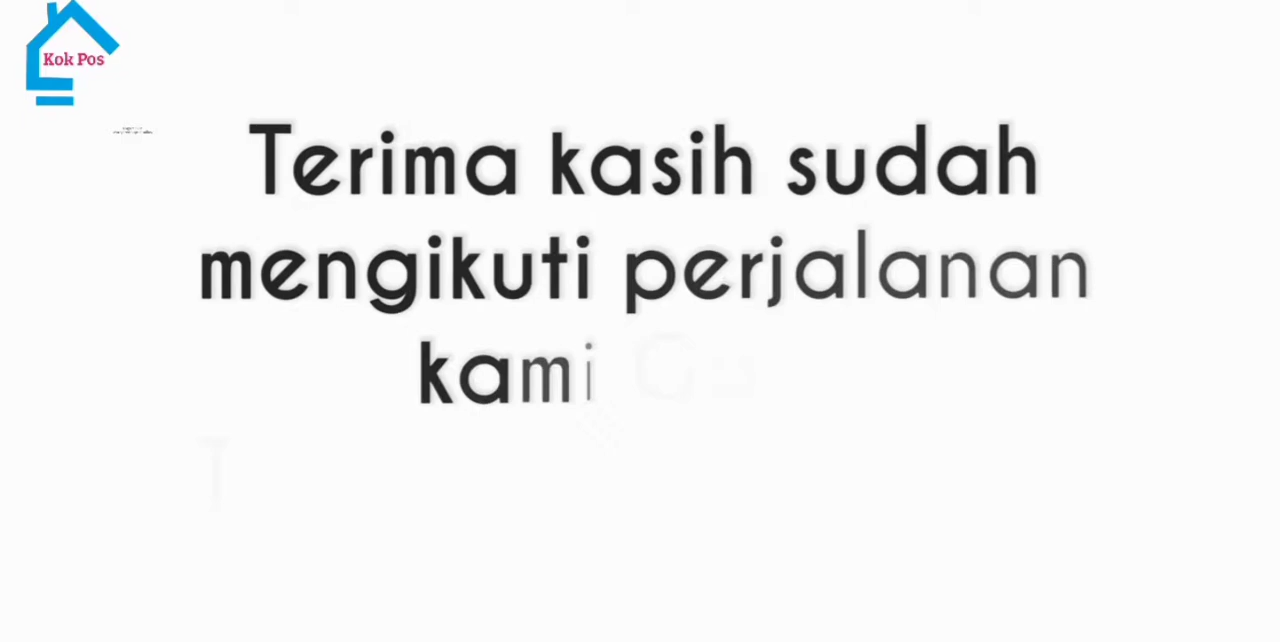 Kok Pos
Terima kasih sudah
mengikuti perjalanan
kami